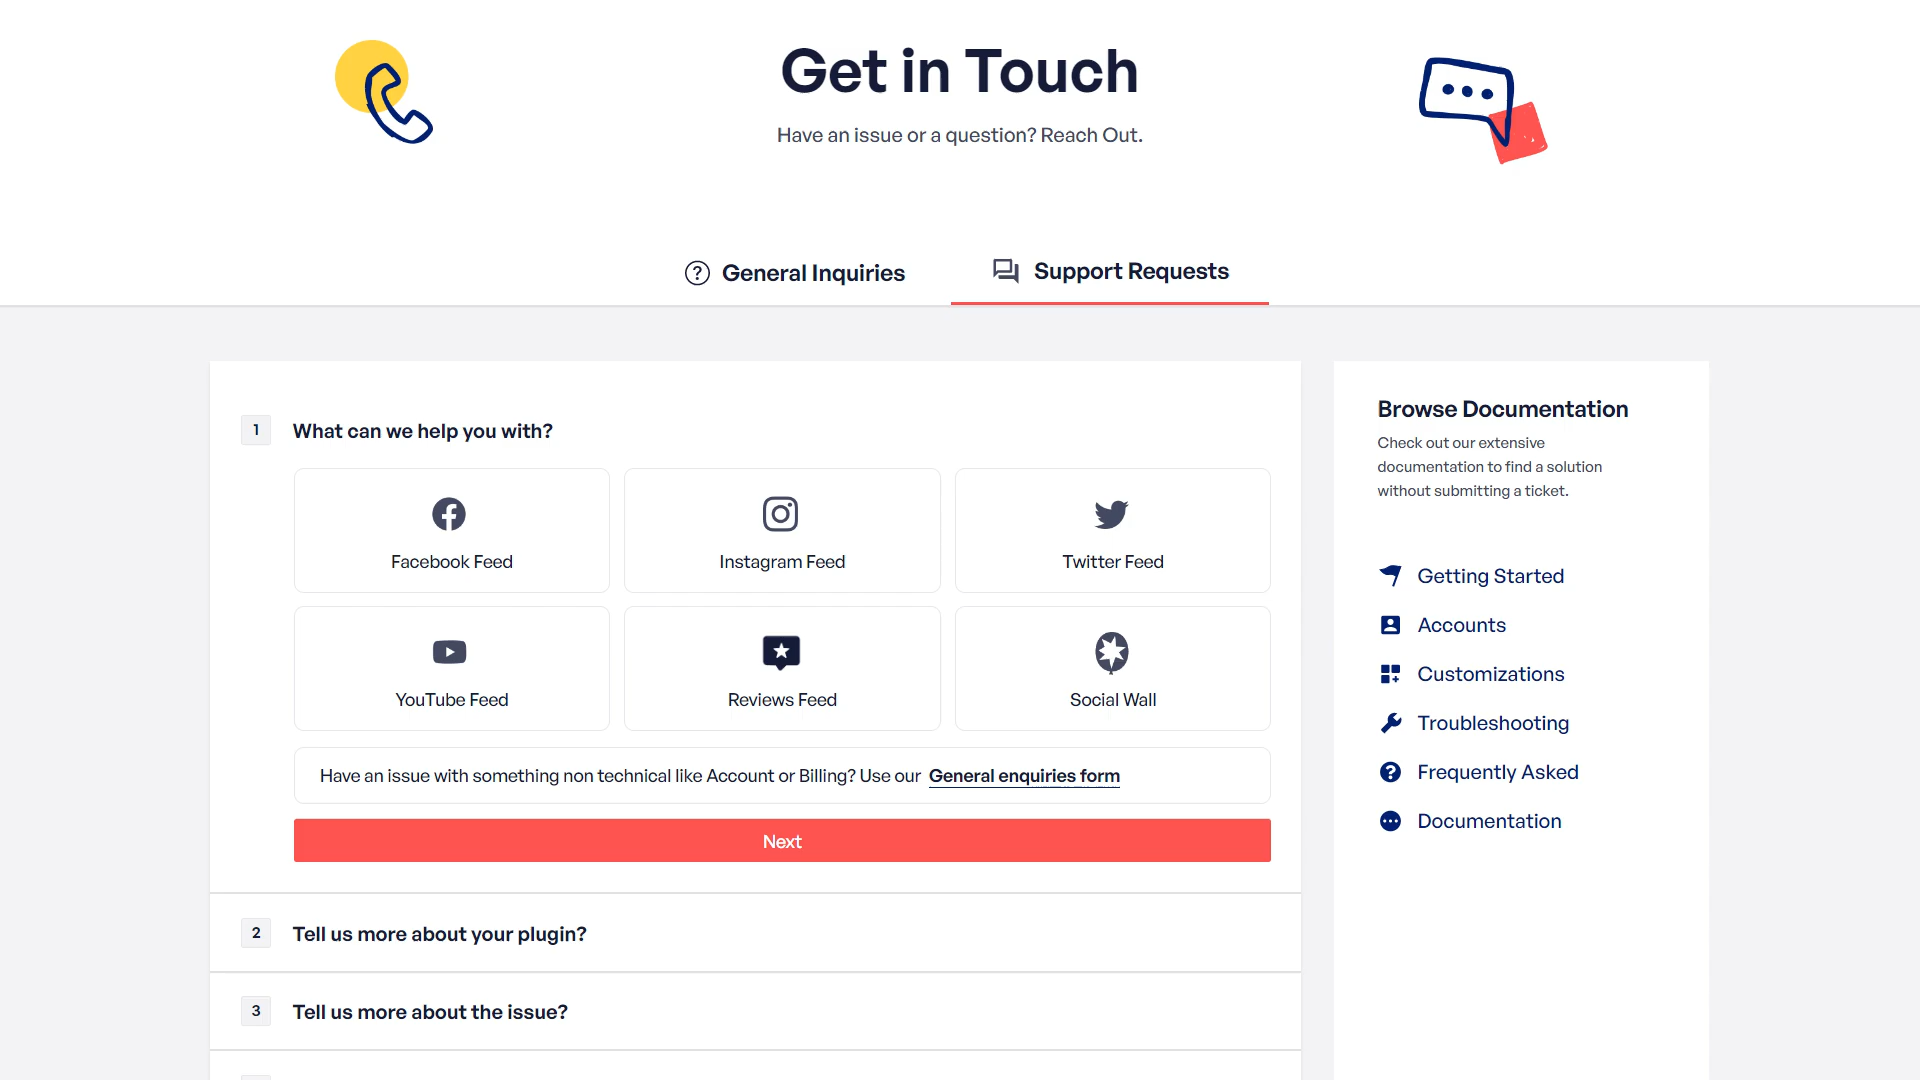 Get in Touch
Have an issue or a question? Reach Out.
General Inquiries
Support Requests
1
What can we help you with?
Facebook Feed
Instagram Feed
Twitter Feed
YouTube Feed
Reviews Feed
Social Wall
Have an issue with something non technical like Account or Billing? Use our General enquiries form
Next
2
Tell us more about your plugin?
3
Tell us more about the issue?
Browse Documentation
Check out our extensive
documentation to find a solution
without submitting a ticket.
Getting Started
Accounts
Customizations
Troubleshooting
Frequently Asked
Documentation